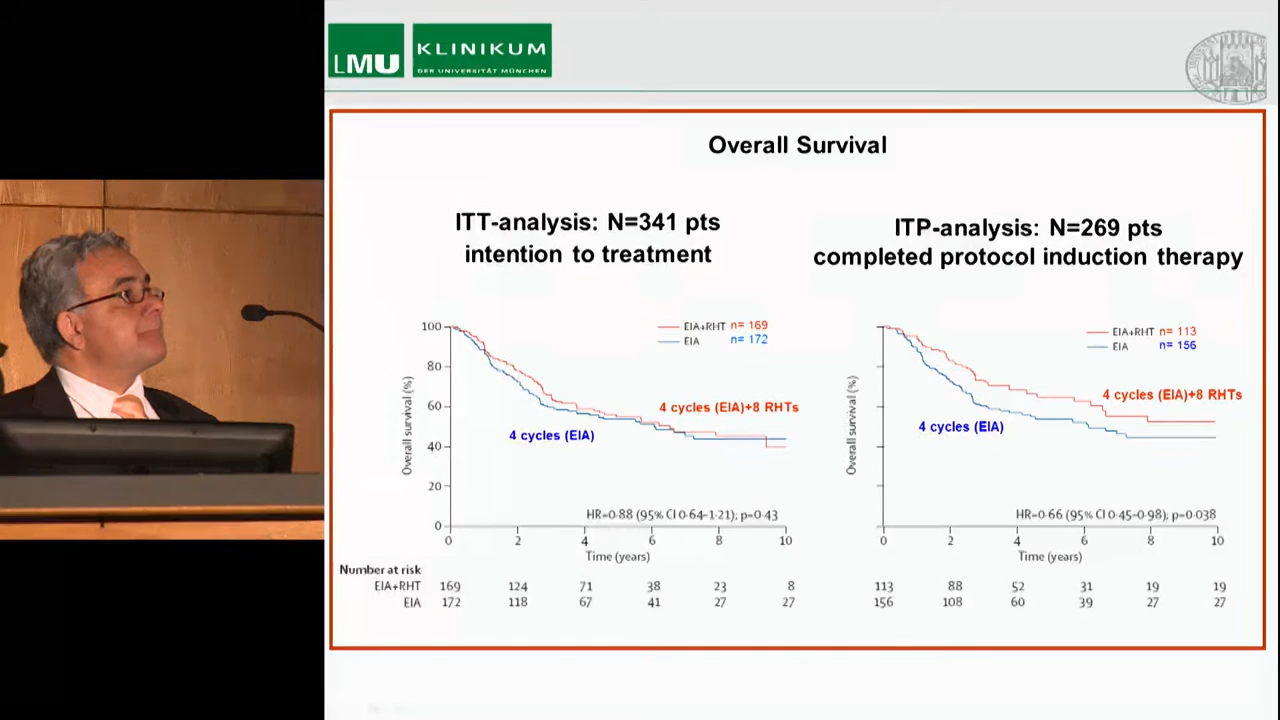 LMU KLINIKUM
DER UNIVERSITÄT MÜNCHEN
Overall Survival
ITT-analysis: N=341 pts
intention to treatment
100
80
60
40
20
0
Overall survival (%)
EIA+RHT n= 169
EIA n= 172
4 cycles (EIA)+8 RHTs
4 cycles (EIA)
HR=0·88 (95% CI 0·64–1·21); p=0·43
0 2 4 6 8 10
Time (years)
ITP-analysis: N=269 pts
completed protocol induction therapy
Overall survival (%)
EIA+RHT n= 113
EIA n= 156
4 cycles (EIA)+8 RHTs
4 cycles (EIA)
HR=0·66 (95% CI 0·45–0·98); p=0·038
0 2 4 6 8 10
Time (years)
Number at risk
EIA+RHT 169 124 71 38 23 8 113 88 52 31 19 19
EIA 172 118 67 41 27 27 156 108 60 39 27 27